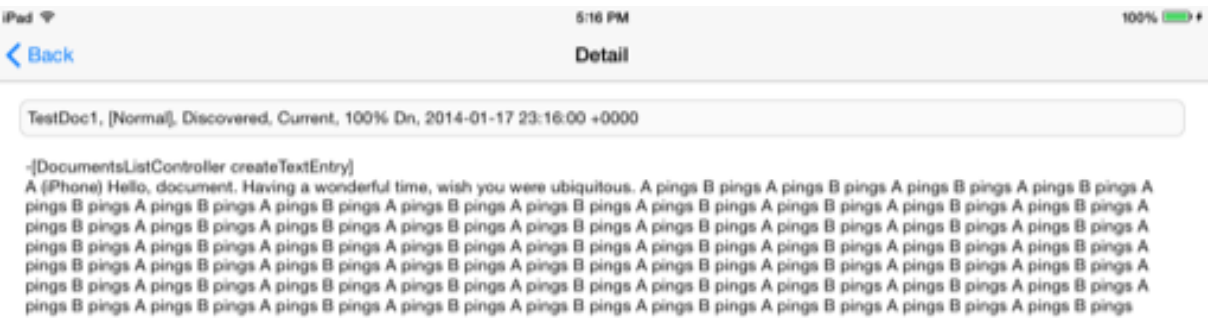 iPad 5:16 PM 100%
Back Detail
TestDoc1, [Normal], Discovered, Current, 100% Dn, 2014-01-17 23:16:00 +0000
-[DocumentsListController createTextEntry]
A (iPhone) Hello, document. Having a wonderful time, wish you were ubiquitous. A pings B pings A pings B pings A pings B pings A pings B pings A
pings B pings A pings B pings A pings B pings A pings B pings A pings B pings A pings B pings A pings B pings A pings B pings A pings B pings A
pings B pings A pings B pings A pings B pings A pings B pings A pings B pings A pings B pings A pings B pings A pings B pings A pings B pings A
pings B pings A pings B pings A pings B pings A pings B pings A pings B pings A pings B pings A pings B pings A pings B pings A pings B pings A
pings B pings A pings B pings A pings B pings A pings B pings A pings B pings A pings B pings A pings B pings A pings B pings A pings B pings A
pings B pings A pings B pings A pings B pings A pings B pings A pings B pings A pings B pings A pings B pings A pings B pings A pings B pings A
pings B pings A pings B pings A pings B pings A pings B pings A pings B pings A pings B pings A pings B pings A pings B pings A pings B pings